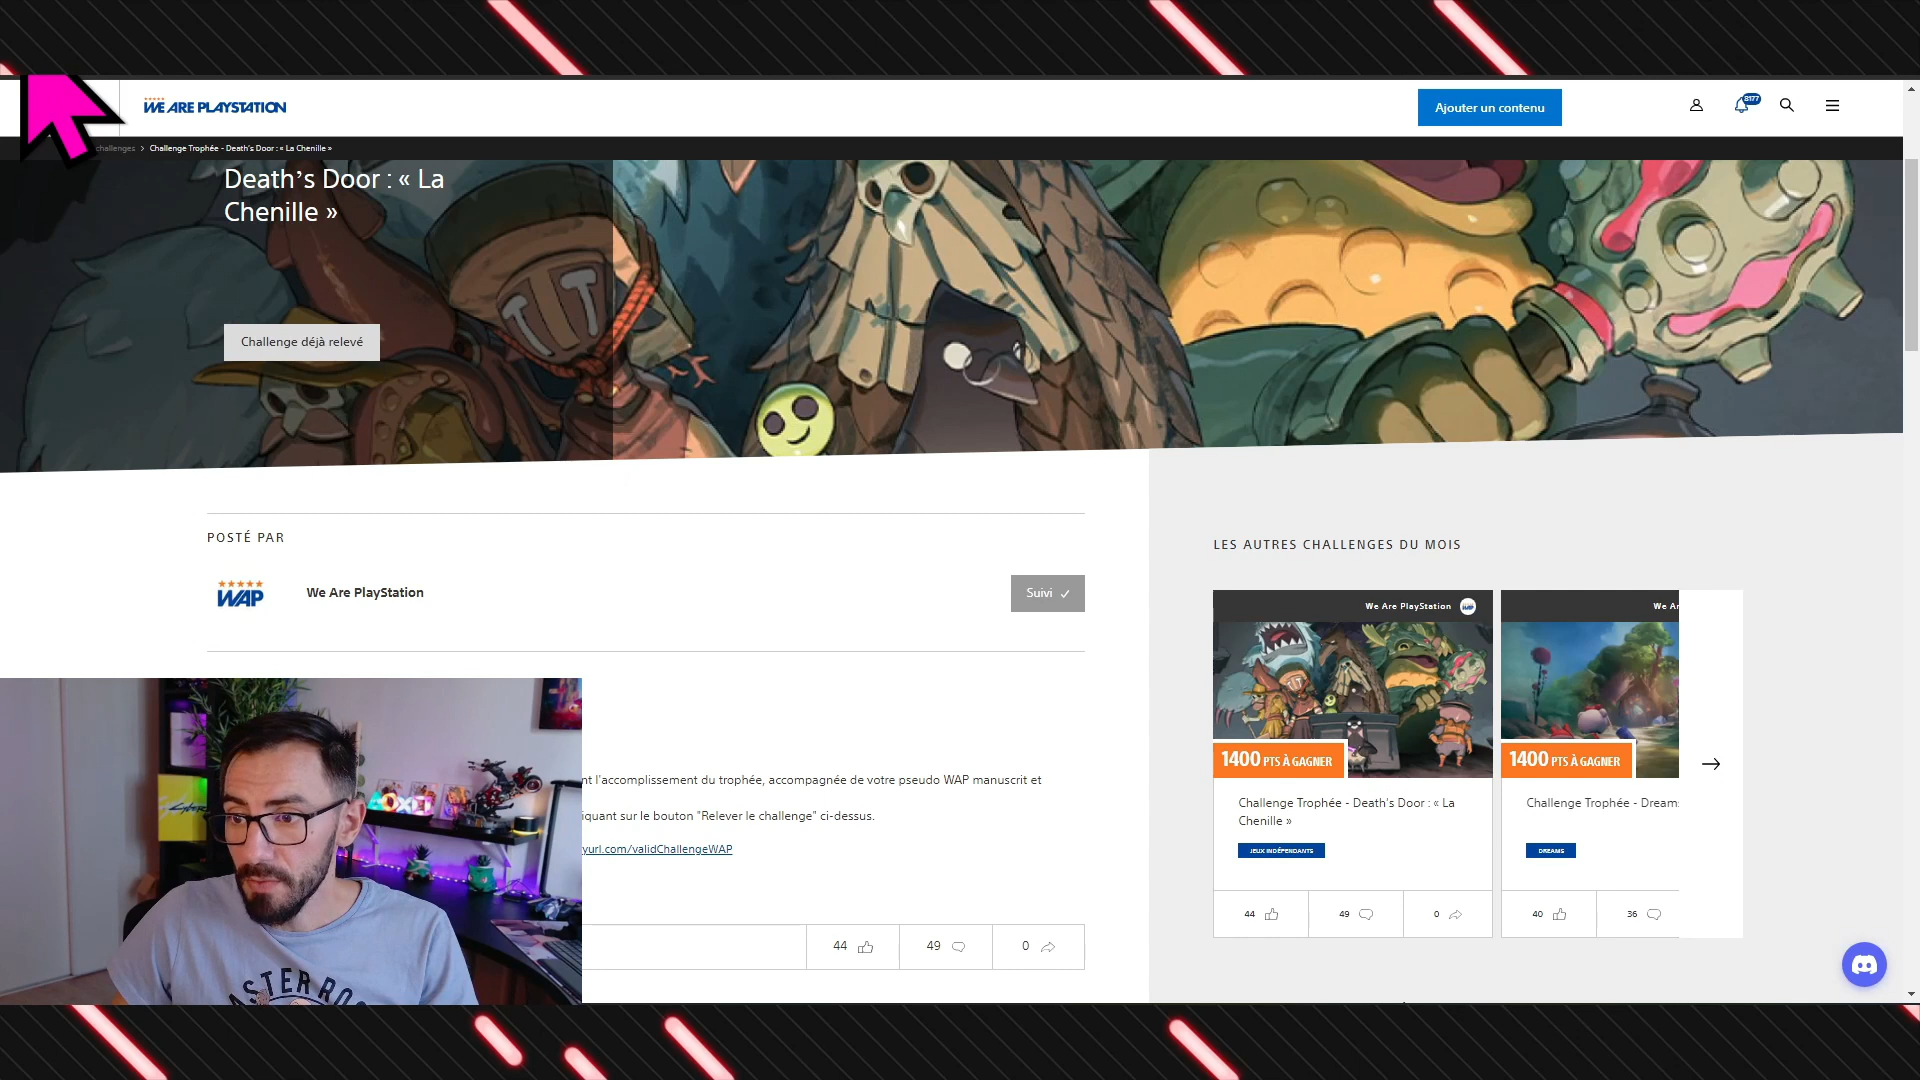 WE ARE PLAYSTATION
Ajouter un contenu
8177
challenges > Challenge Trophée - Death's Door : « La Chenille »
Death's Door : « La
Chenille »
Challenge déjà relevé
POSTÉ PAR
WAP
We Are PlayStation
Suivi
nt l'accomplissement du trophée, accompagnée de votre pseudo WAP manuscrit et
iquant sur le bouton "Relever le challenge" ci-dessus.
yurl.com/validChallengeWAP
44
49
0
LES AUTRES CHALLENGES DU MOIS
We Are PlayStation
1400 PTS À GAGNER
Challenge Trophée - Death's Door : « La
Chenille »
JEUX INDÉPENDANTS
44
49
0
We Ar
1400 PTS À GAGNER
Challenge Trophée - Dreams
DREAMS
40
36